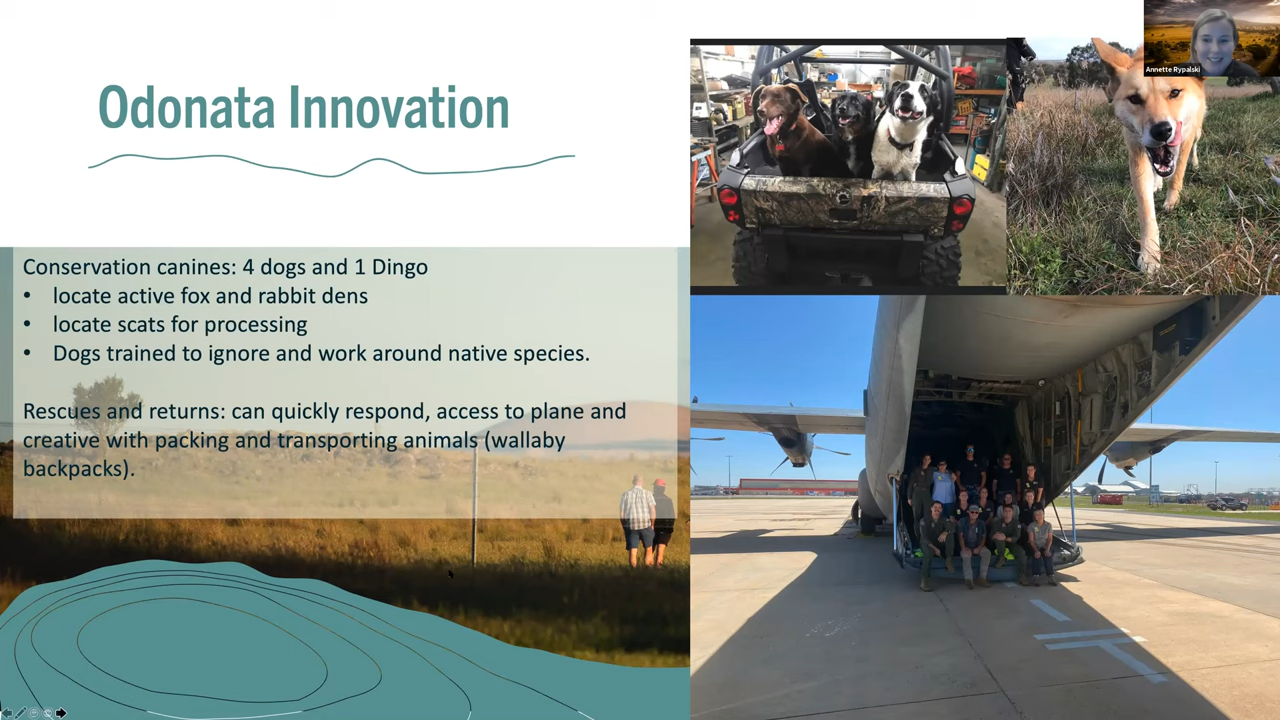 Annette Rypalski
Odonata Innovation
Conservation canines: 4 dogs and 1 Dingo
• locate active fox and rabbit dens
• locate scats for processing
• Dogs trained to ignore and work around native species.
Rescues and returns: can quickly respond, access to plane and
creative with packing and transporting animals (wallaby
backpacks).